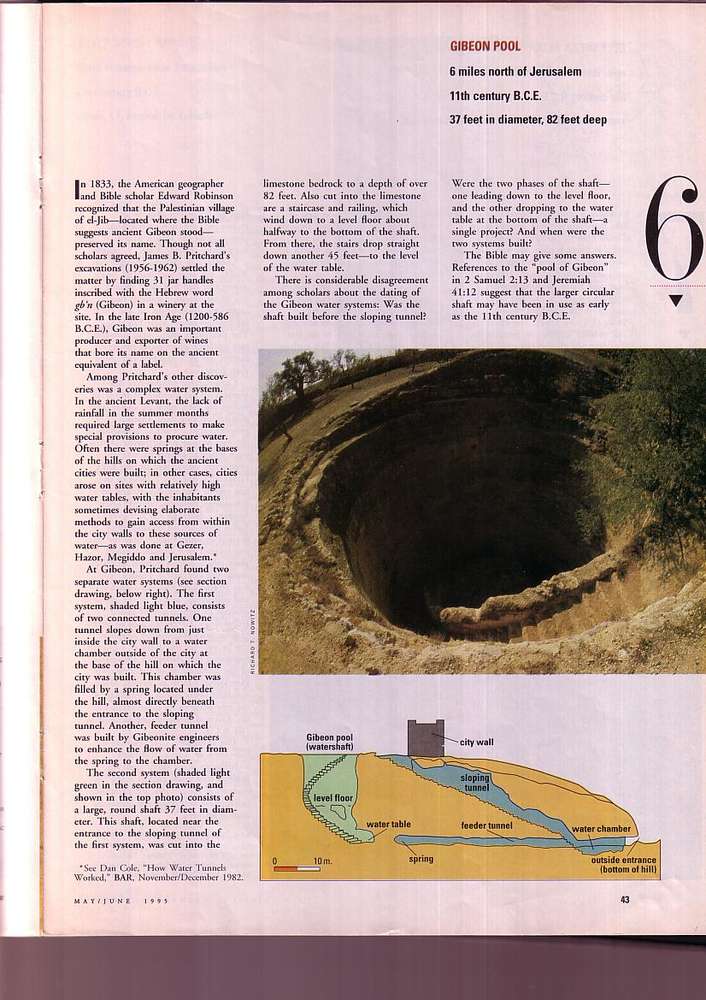 GIBEON POOL
6 miles north of Jerusalem
11th century B.C.E.
37 feet in diameter, 82 feet deep
In 1833, the American geographer
and Bible scholar Edward Robinson
recognized that the Palestinian village
of el-Jib—located where the Bible
suggests ancient Gibeon stood—
preserved its name. Though not all
scholars agreed, James B. Pritchard's
excavations (1956-1962) settled the
matter by finding 31 jar handles
inscribed with the Hebrew word
gb'n (Gibeon) in a winery at the
site. In the late Iron Age (1200-586
B.C.E.), Gibeon was an important
producer and exporter of wines
that bore its name on the ancient
equivalent of a label.
Among Pritchard's other discov-
eries was a complex water system.
In the ancient Levant, the lack of
rainfall in the summer months
required large settlements to make
special provisions to procure water.
Often there were springs at the bases
of the hills on which the ancient
cities were built; in other cases, cities
arose on sites with relatively high
water tables, with the inhabitants
sometimes devising elaborate
methods to gain access from within
the city walls to these sources of
water—as was done at Gezer,
Hazor, Megiddo and Jerusalem.*
At Gibeon, Pritchard found two
separate water systems (see section
drawing, below right). The first
system, shaded light blue, consists
of two connected tunnels. One
tunnel slopes down from just
inside the city wall to a water
chamber outside of the city at
the base of the hill on which the
city was built. This chamber was
filled by a spring located under
the hill, almost directly beneath
the entrance to the sloping
tunnel. Another, feeder tunnel
was built by Gibeonite engineers
to enhance the flow of water from
the spring to the chamber.
The second system (shaded light
green in the section drawing, and
shown in the top photo) consists of
a large, round shaft 37 feet in diam-
eter. This shaft, located near the
entrance to the sloping tunnel of
the first system, was cut into the
*See Dan Cole, "How Water Tunnels
Worked," BAR, November/December 1982.
limestone bedrock to a depth of over
82 feet. Also cut into the limestone
are a staircase and railing, which
wind down to a level floor about
halfway to the bottom of the shaft.
From there, the stairs drop straight
down another 45 feet—to the level
of the water table.
There is considerable disagreement
among scholars about the dating of
the Gibeon water systems: Was the
shaft built before the sloping tunnel?
Were the two phases of the shaft—
one leading down to the level floor,
and the other dropping to the water
table at the bottom of the shaft—a
single project? And when were the
two systems built?
The Bible may give some answers.
References to the "pool of Gibeon"
in 2 Samuel 2:13 and Jeremiah
41:12 suggest that the larger circular
shaft may have been in use as early
as the 11th century B.C.E.
6
RICHARD T. NOWITZ
Gibeon pool
(watershaft)
city wall
sloping
tunnel
level floor
water table
feeder tunnel
water chamber
spring
outside entrance
(bottom of hill)
0 10 m.
MAY/JUNE 1995
43